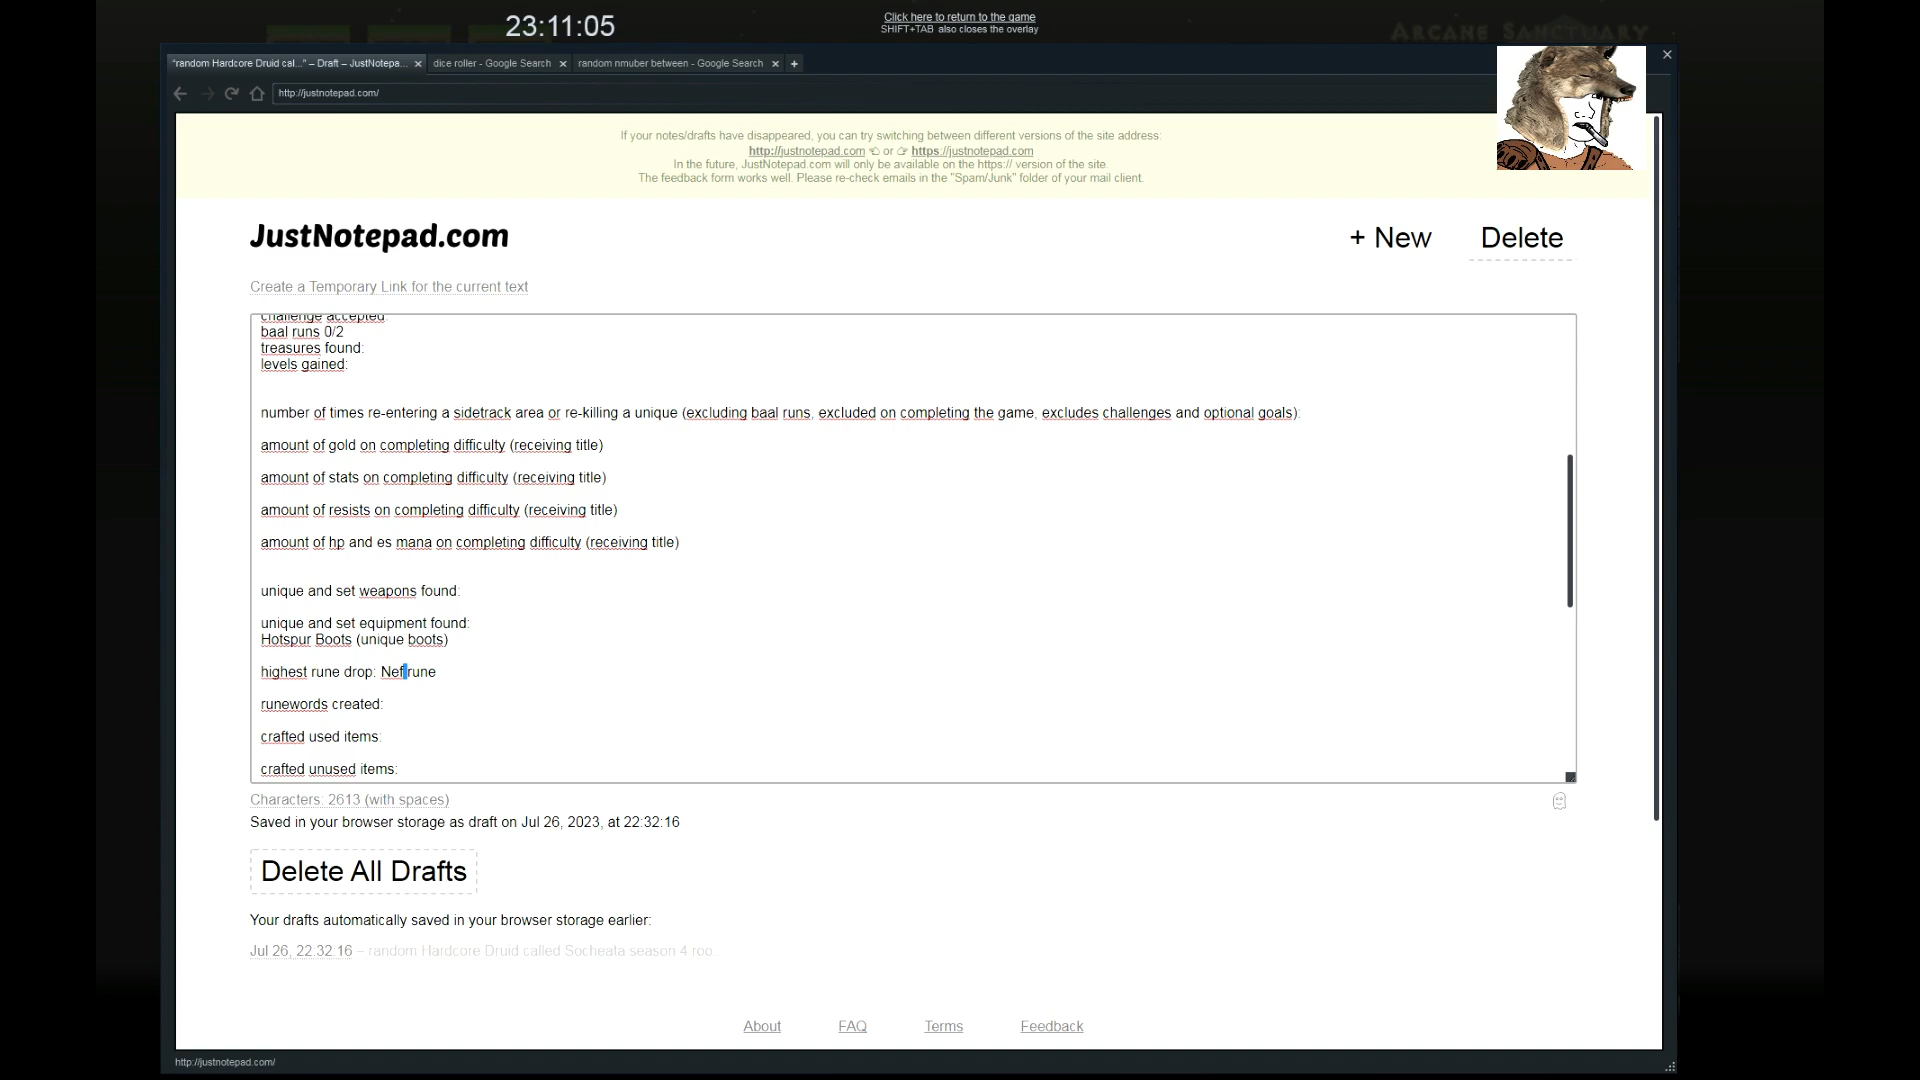 23:11:05
Click here to return to the game
SHIFT+TAB also closes the overlay
ARCANE SANCTUARY
"random Hardcore Druid cal..." – Draft – JustNotepa...
dice roller - Google Search
random nmuber between - Google Search
http://justnotepad.com/
If your notes/drafts have disappeared, you can try switching between different versions of the site address:
http://justnotepad.com or https://justnotepad.com
In the future, JustNotepad.com will only be available on the https:// version of the site.
The feedback form works well. Please re-check emails in the "Spam/Junk" folder of your mail client.
JustNotepad.com
+ New
Delete
Create a Temporary Link for the current text
challenge accepted:
baal runs 0/2
treasures found:
levels gained:
number of times re-entering a sidetrack area or re-killing a unique (excluding baal runs, excluded on completing the game, excludes challenges and optional goals):
amount of gold on completing difficulty (receiving title)
amount of stats on completing difficulty (receiving title)
amount of resists on completing difficulty (receiving title)
amount of hp and es mana on completing difficulty (receiving title)
unique and set weapons found:
unique and set equipment found:
Hotspur Boots (unique boots)
highest rune drop: Nef rune
runewords created:
crafted used items:
crafted unused items:
Characters: 2613 (with spaces)
Saved in your browser storage as draft on Jul 26, 2023, at 22:32:16
Delete All Drafts
Your drafts automatically saved in your browser storage earlier:
Jul 26, 22:32:16 – random Hardcore Druid called Socheata season 4 roo...
About
FAQ
Terms
Feedback
http://justnotepad.com/